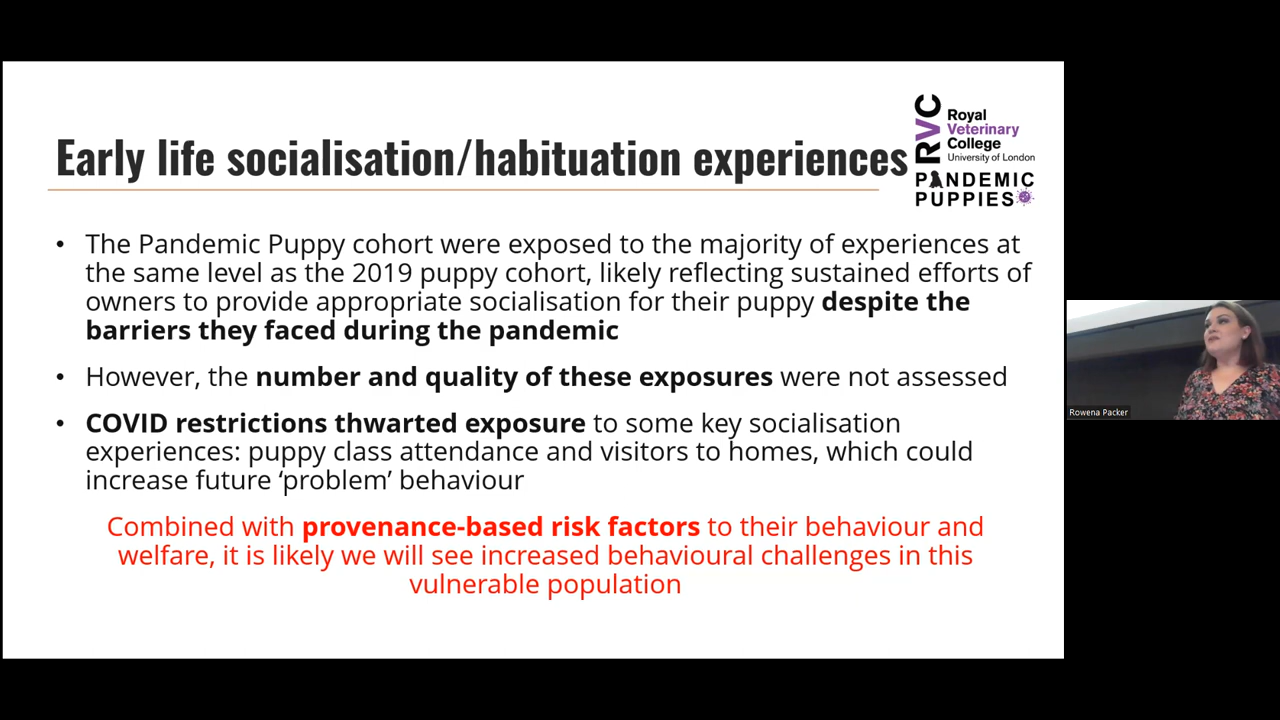 Early life socialisation/habituation experiences
RVC
Royal
Veterinary
College
University of London
PANDEMIC
PUPPIES
• The Pandemic Puppy cohort were exposed to the majority of experiences at
the same level as the 2019 puppy cohort, likely reflecting sustained efforts of
owners to provide appropriate socialisation for their puppy despite the
barriers they faced during the pandemic
• However, the number and quality of these exposures were not assessed
• COVID restrictions thwarted exposure to some key socialisation
experiences: puppy class attendance and visitors to homes, which could
increase future ‘problem’ behaviour
Combined with provenance-based risk factors to their behaviour and
welfare, it is likely we will see increased behavioural challenges in this
vulnerable population
Rowena Packer